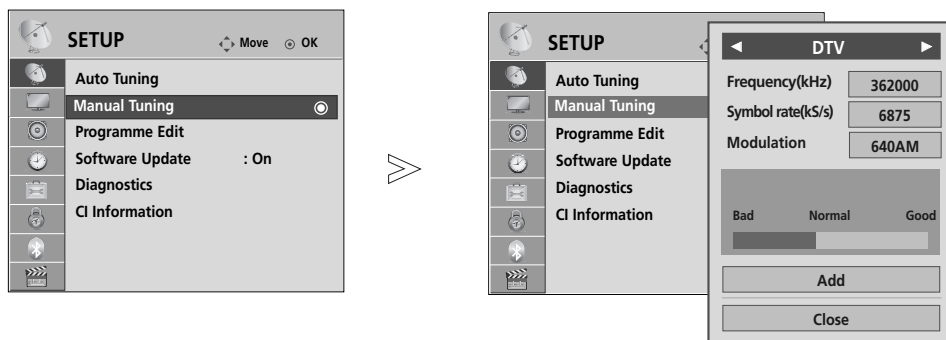 SETUP
Move OK
Auto Tuning
Manual Tuning
Programme Edit
Software Update : On
Diagnostics
CI Information
SETUP
Auto Tuning
Manual Tuning
Programme Edit
Software Update
Diagnostics
CI Information
◄ DTV ►
Frequency(kHz) 362000
Symbol rate(kS/s) 6875
Modulation 640AM
Bad Normal Good
Add
Close